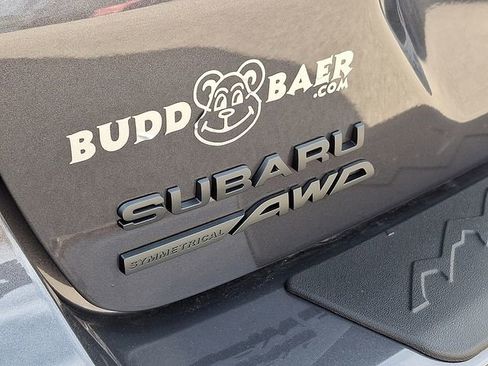 BUDD BAER
.COM
SUBARU
SYMMETRICAL AWD